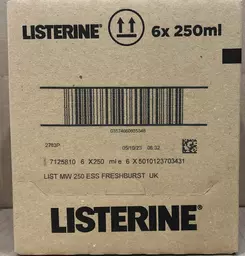 LISTERINE® 6x 250ml
2783P 05/10/23 08:32
7125810 6 X250 ml e 6 X 5010123703431
LIST MW 250 ESS FRESHBURST UK
LISTERINE®